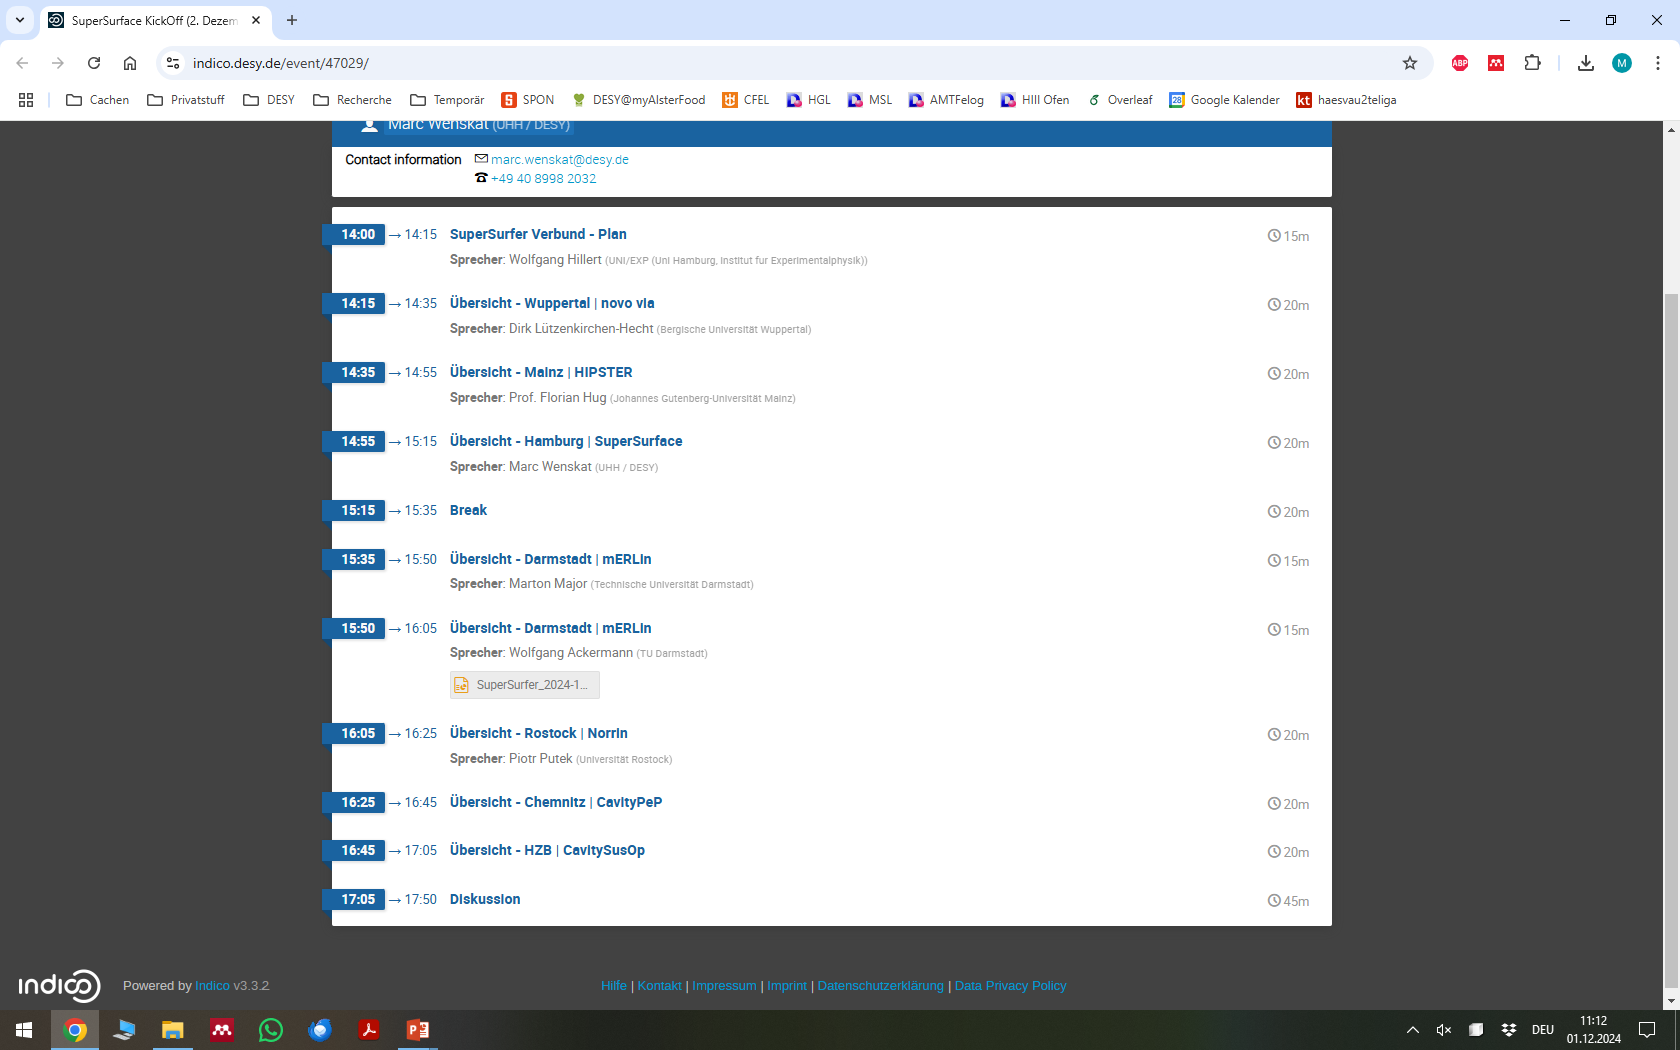 SuperSurface KickOff (2. Dezem
indico.desy.de/event/47029/
ABP
M
Cachen
Privatstuff
DESY
Recherche
Temporär
SPON
DESY@myAlsterFood
CFEL
HGL
MSL
AMTFelog
HIII Ofen
Overleaf
28 Google Kalender
kt haesvau2teliga
Marc Wenskat (UHH / DESY)
Contact information
marc.wenskat@desy.de
+49 40 8998 2032
14:00 → 14:15 SuperSurfer Verbund - Plan 15m
Sprecher: Wolfgang Hillert (UNI/EXP (Uni Hamburg, Institut fur Experimentalphysik))
14:15 → 14:35 Übersicht - Wuppertal | novo via 20m
Sprecher: Dirk Lützenkirchen-Hecht (Bergische Universität Wuppertal)
14:35 → 14:55 Übersicht - Mainz | HIPSTER 20m
Sprecher: Prof. Florian Hug (Johannes Gutenberg-Universität Mainz)
14:55 → 15:15 Übersicht - Hamburg | SuperSurface 20m
Sprecher: Marc Wenskat (UHH / DESY)
15:15 → 15:35 Break 20m
15:35 → 15:50 Übersicht - Darmstadt | mERLin 15m
Sprecher: Marton Major (Technische Universität Darmstadt)
15:50 → 16:05 Übersicht - Darmstadt | mERLin 15m
Sprecher: Wolfgang Ackermann (TU Darmstadt)
SuperSurfer_2024-1...
16:05 → 16:25 Übersicht - Rostock | Norrin 20m
Sprecher: Piotr Putek (Universität Rostock)
16:25 → 16:45 Übersicht - Chemnitz | CavityPeP 20m
16:45 → 17:05 Übersicht - HZB | CavitySusOp 20m
17:05 → 17:50 Diskussion 45m
indico
Powered by Indico v3.3.2
Hilfe | Kontakt | Impressum | Imprint | Datenschutzerklärung | Data Privacy Policy
DEU
11:12
01.12.2024